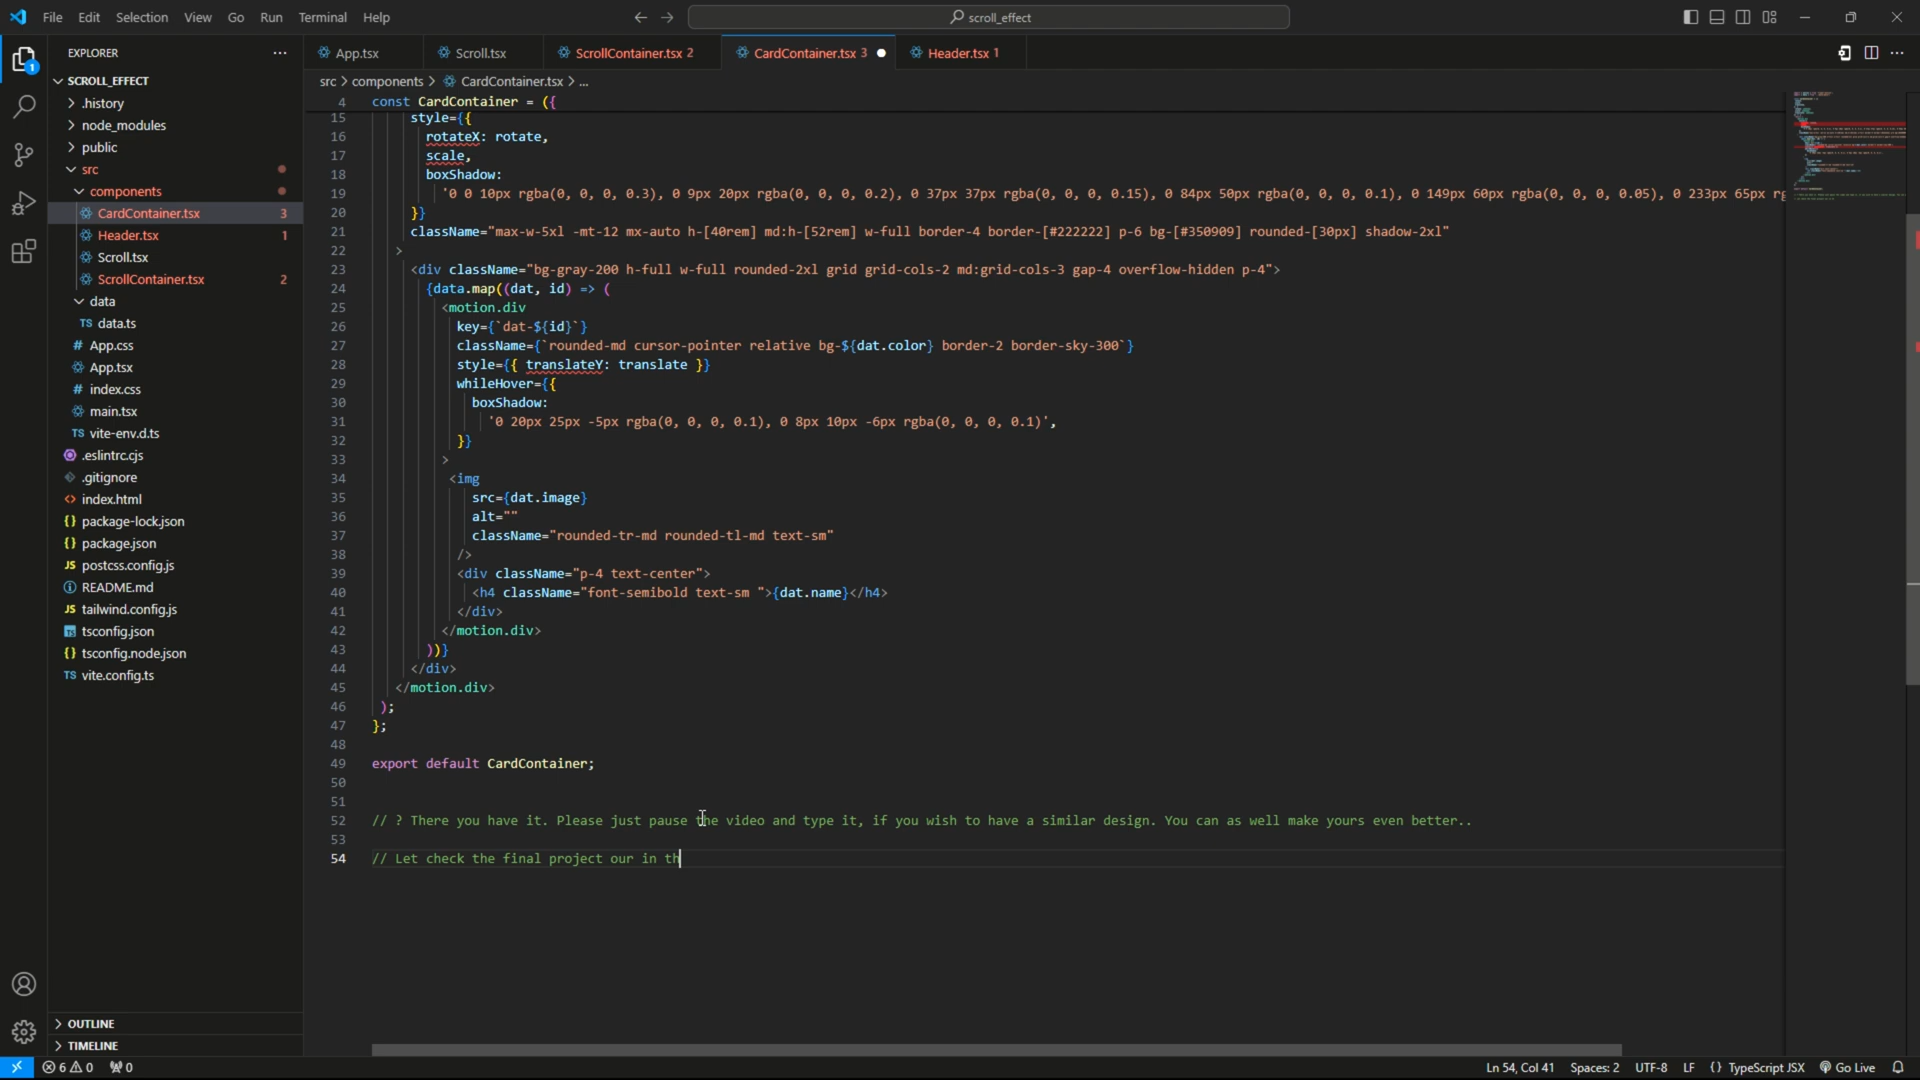 File Edit Selection View Go Run Terminal Help
scroll_effect
EXPLORER
SCROLL_EFFECT
.history
node_modules
public
src
components
CardContainer.tsx 3
Header.tsx 1
Scroll.tsx
ScrollContainer.tsx 2
data
TS data.ts
# App.css
App.tsx
# index.css
main.tsx
TS vite-env.d.ts
.eslintrc.cjs
.gitignore
<> index.html
{} package-lock.json
{} package.json
JS postcss.config.js
README.md
JS tailwind.config.js
tsconfig.json
{} tsconfig.node.json
TS vite.config.ts
OUTLINE
TIMELINE
App.tsx Scroll.tsx ScrollContainer.tsx 2 CardContainer.tsx 3 Header.tsx 1
src > components > CardContainer.tsx > ...
4 const CardContainer = ({
15 style={{
16 rotateX: rotate,
17 scale,
18 boxShadow:
19 '0 0 10px rgba(0, 0, 0, 0.3), 0 9px 20px rgba(0, 0, 0, 0.2), 0 37px 37px rgba(0, 0, 0, 0.15), 0 84px 50px rgba(0, 0, 0, 0.1), 0 149px 60px rgba(0, 0, 0, 0.05), 0 233px 65px rg
20 }}
21 className="max-w-5xl -mt-12 mx-auto h-[40rem] md:h-[52rem] w-full border-4 border-[#222222] p-6 bg-[#350909] rounded-[30px] shadow-2xl"
22 >
23 <div className="bg-gray-200 h-full w-full rounded-2xl grid grid-cols-2 md:grid-cols-3 gap-4 overflow-hidden p-4">
24 {data.map((dat, id) => (
25 <motion.div
26 key={`dat-${id}`}
27 className={`rounded-md cursor-pointer relative bg-${dat.color} border-2 border-sky-300`}
28 style={{ translateY: translate }}
29 whileHover={{
30 boxShadow:
31 '0 20px 25px -5px rgba(0, 0, 0, 0.1), 0 8px 10px -6px rgba(0, 0, 0, 0.1)',
32 }}
33 >
34 <img
35 src={dat.image}
36 alt=""
37 className="rounded-tr-md rounded-tl-md text-sm"
38 />
39 <div className="p-4 text-center">
40 <h4 className="font-semibold text-sm ">{dat.name}</h4>
41 </div>
42 </motion.div>
43 ))}
44 </div>
45 </motion.div>
46 );
47 };
48
49 export default CardContainer;
50
51
52 // ? There you have it. Please just pause the video and type it, if you wish to have a similar design. You can as well make yours even better..
53
54 // Let check the final project our in th
6 0 0 Ln 54, Col 41 Spaces: 2 UTF-8 LF {} TypeScript JSX Go Live